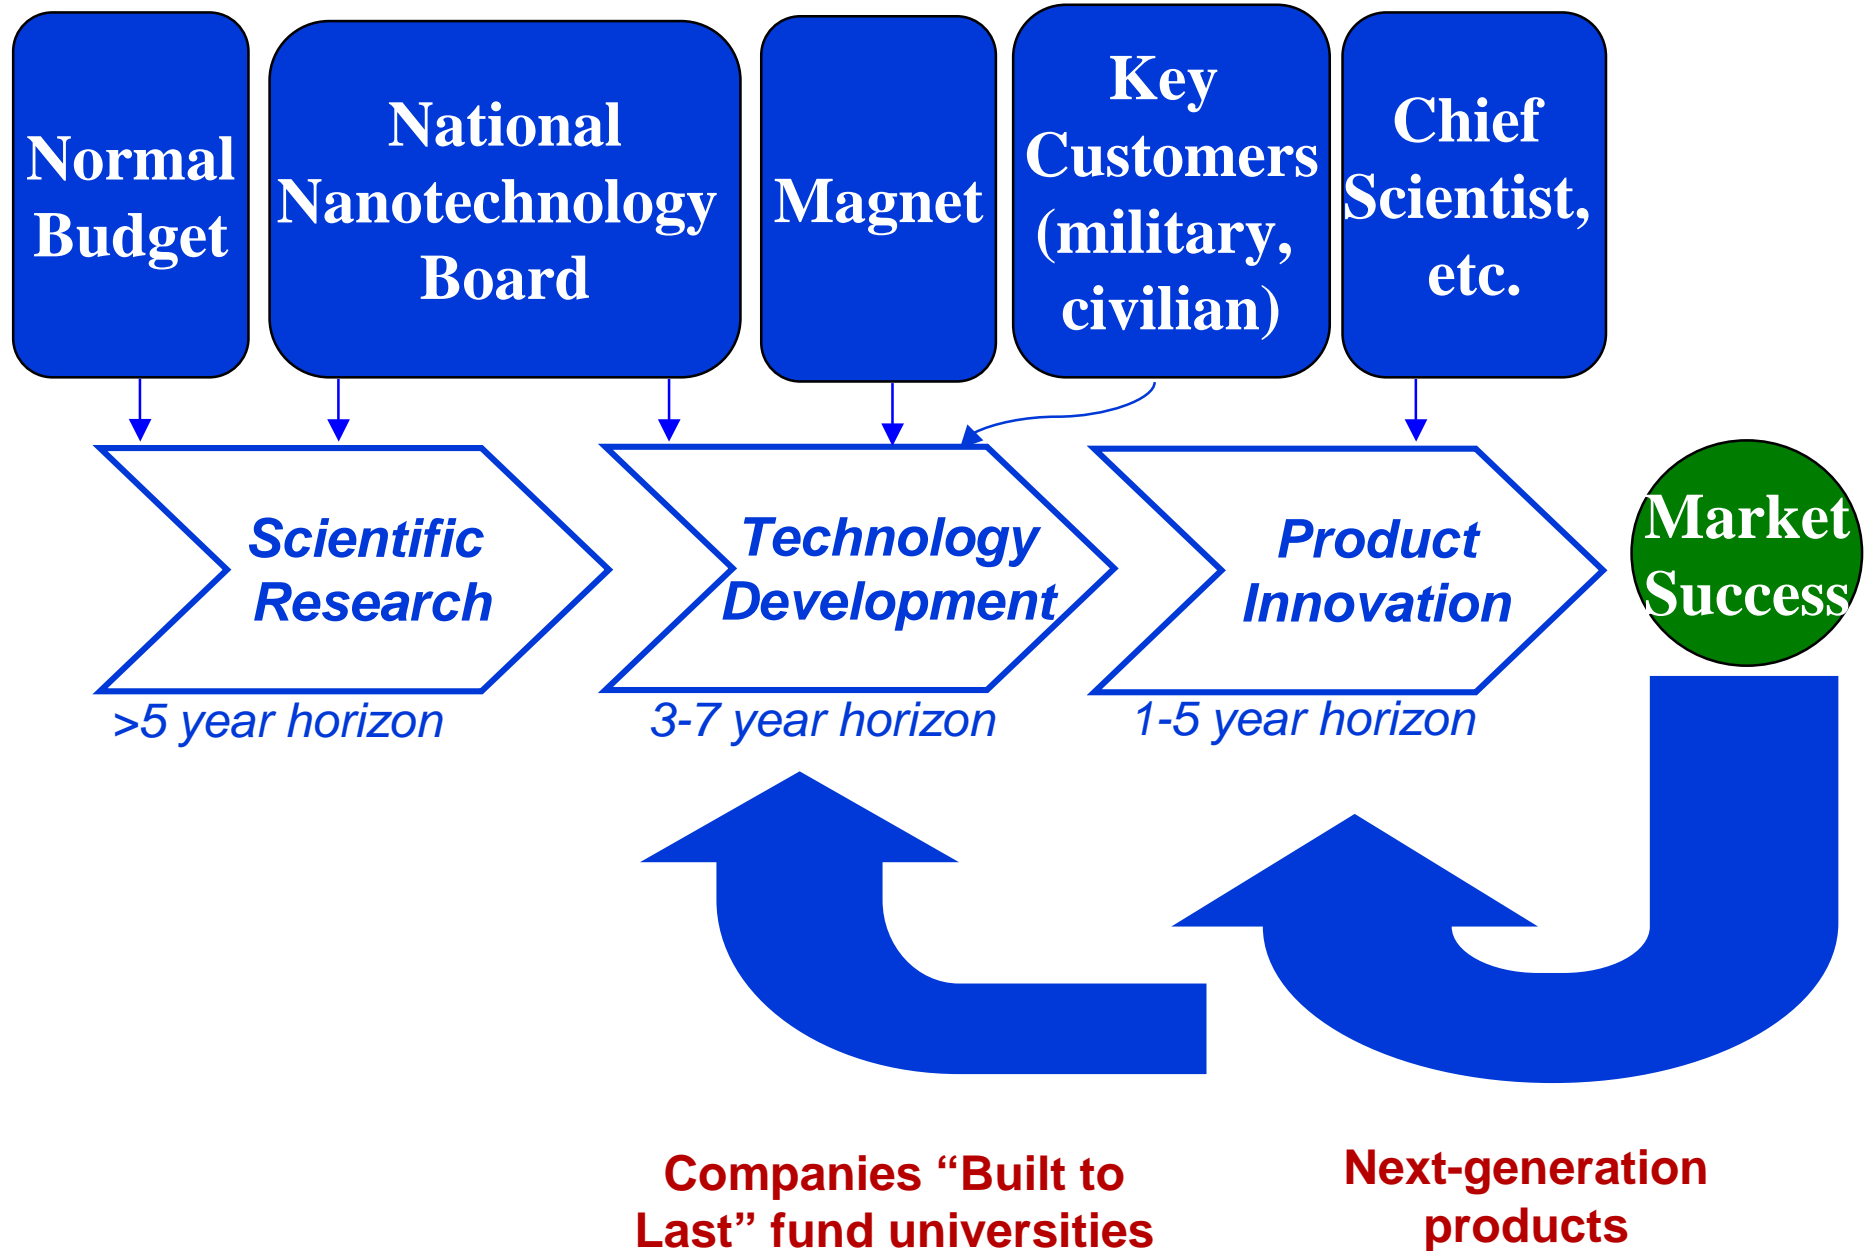 Normal
Budget
National
Nanotechnology
Board
Magnet
Key
Customers
(military,
civilian)
Chief
Scientist,
etc.
Scientific
Research
Technology
Development
Product
Innovation
Market
Success
>5 year horizon
3-7 year horizon
1-5 year horizon
Companies “Built to
Last” fund universities
Next-generation
products